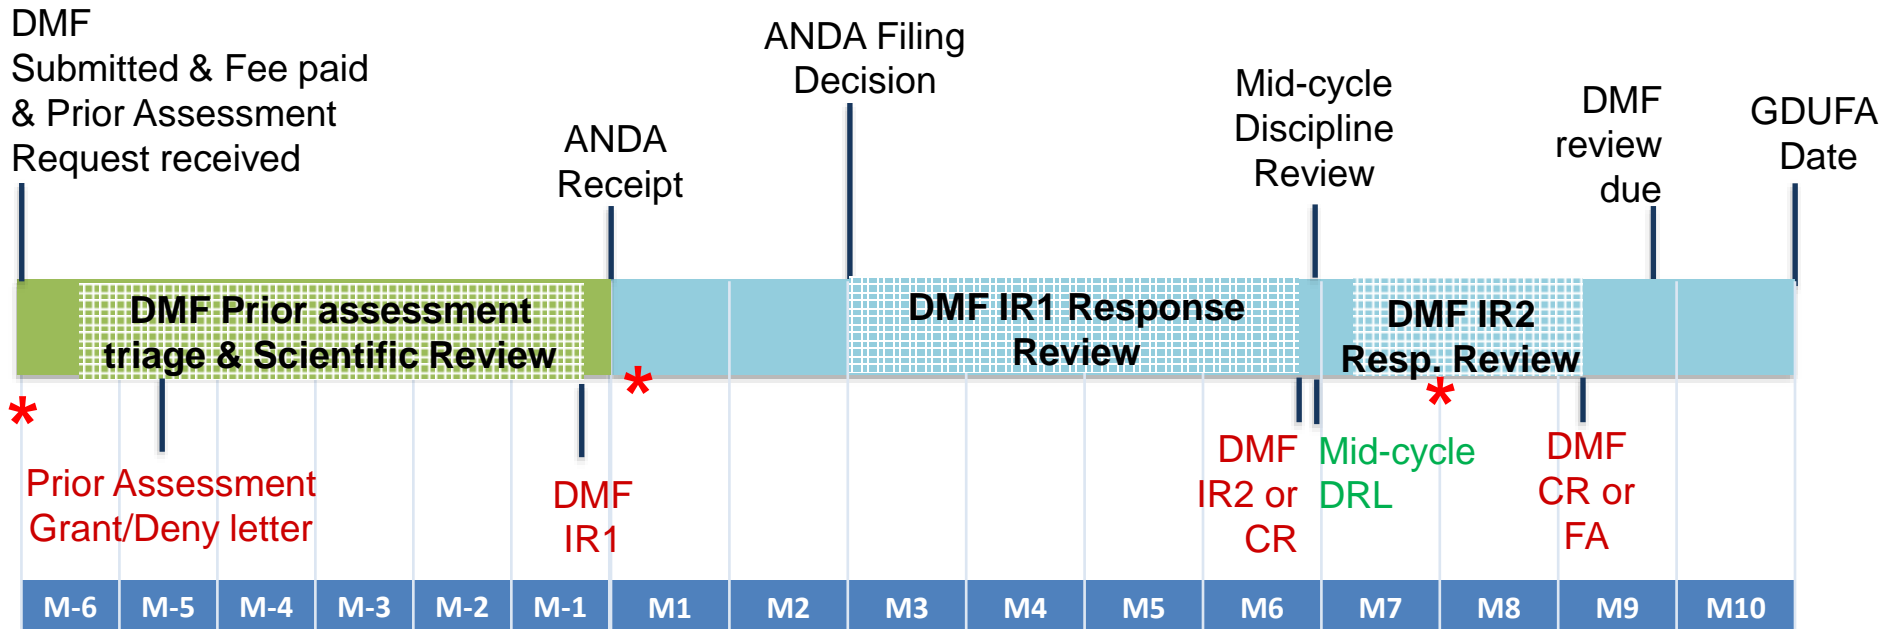 DMF
Submitted & Fee paid
& Prior Assessment
Request received
ANDA
Receipt
ANDA Filing
Decision
Mid-cycle
Discipline
Review
DMF
review
due
GDUFA
Date
DMF Prior assessment
triage & Scientific Review
DMF IR1 Response
Review
DMF IR2
Resp. Review
*
*
*
Prior Assessment
Grant/Deny letter
DMF
IR1
DMF
IR2 or
CR
Mid-cycle
DRL
DMF
CR or
FA
M-6 M-5 M-4 M-3 M-2 M-1 M1 M2 M3 M4 M5 M6 M7 M8 M9 M10